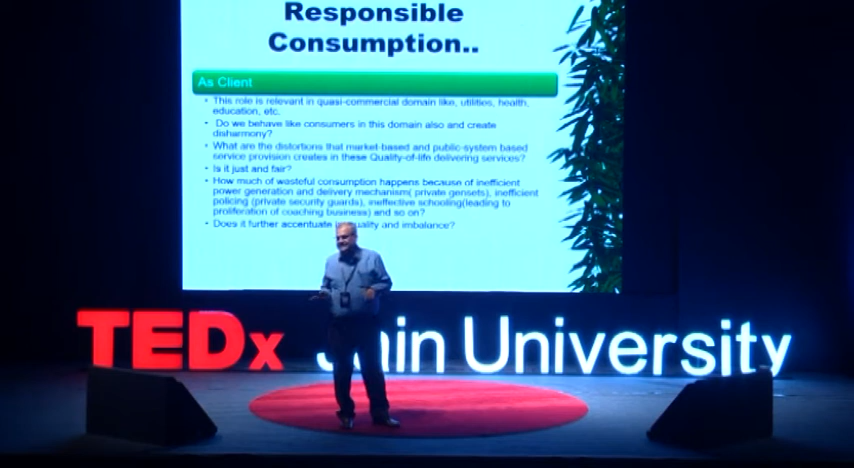 Responsible
Consumption..
As Client
• This role is relevant in quasi-commercial domain like, utilities, health,
education, etc.
• Do we behave like consumers in this domain also and create
disharmony?
• What are the distortions that market-based and public-system based
service provision creates in these Quality-of-life delivering services?
• Is it just and fair?
• How much of wasteful consumption happens because of inefficient
power generation and delivery mechanism( private gensets), inefficient
policing (private security guards), ineffective schooling(leading to
proliferation of coaching business) and so on?
• Does it further accentuate inequality and imbalance?
TEDx Jain University